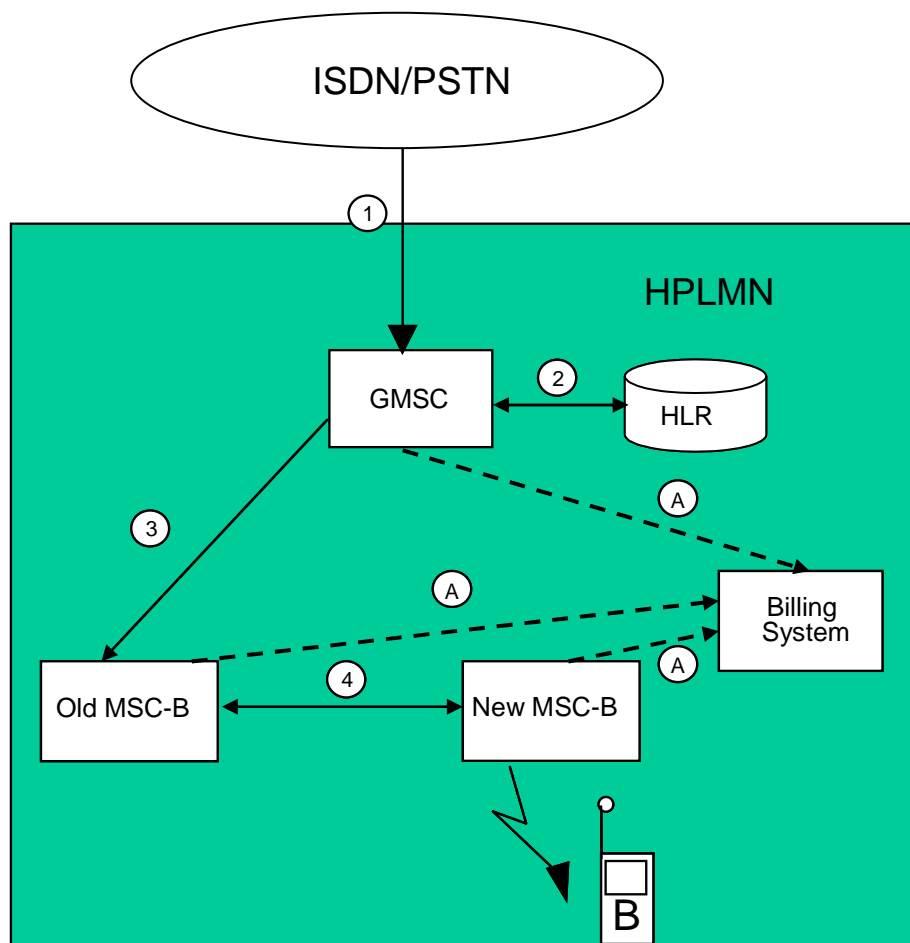 ISDN/PSTN
1
HPLMN
GMSC
2
HLR
A
3
A
Billing
System
A
Old MSC-B
4
New MSC-B
B